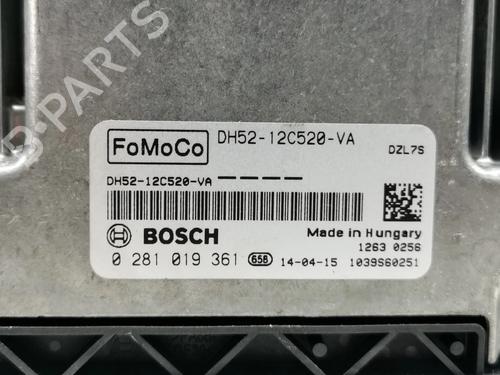 B-PARTS
FoMoCo DH52-12C520-VA DZL7S
DH52-12C520-VA ----
BOSCH Made in Hungary
1263 0256
0 281 019 361 658 14-04-15 1039S60251